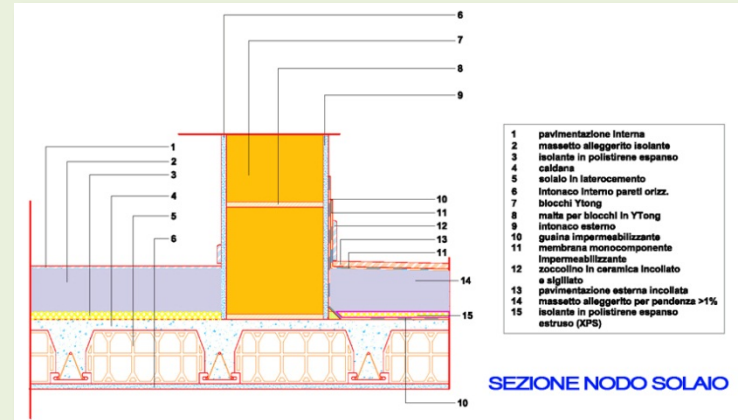 6
7
8
9
1
2
3
4
5
6
10
11
12
13
11
14
15
10
1 pavimentazione interna
2 massetto alleggerito isolante
3 isolante in polistirene espanso
4 caldana
5 solaio in laterocemento
6 intonaco interno pareti orizz.
7 blocchi Ytong
8 malta per blocchi in YTong
9 intonaco esterno
10 guaina impermeabilizzante
11 membrana monocomponente
impermeabilizzante
12 zoccolino in ceramica incollato
e sigillato
13 pavimentazione esterna incollata
14 massetto alleggerito per pendenza >1%
15 isolante in polistirene espanso
estruso (XPS)
SEZIONE NODO SOLAIO